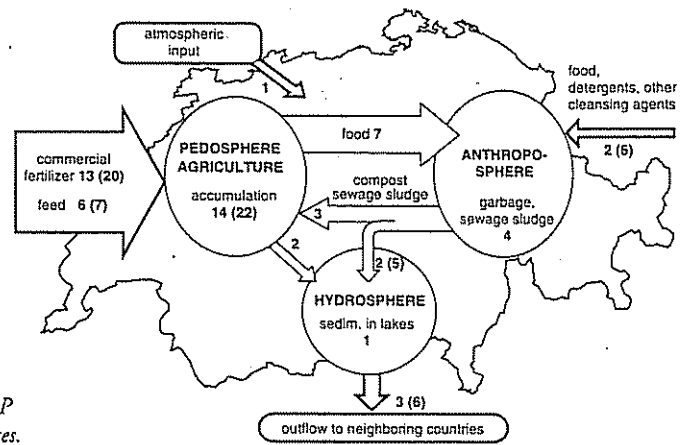 atmospheric
input
1
food,
detergents, other
cleansing agents
2 (5)
commercial
fertilizer 13 (20)
feed 6 (7)
PEDOSPHERE
AGRICULTURE
accumulation
14 (22)
food 7
ANTHROPO-
SPHERE
garbage,
sewage sludge
4
compost
sewage sludge
3
2
2 (5)
HYDROSPHERE
sedim. in lakes
1
3 (6)
outflow to neighboring countries
P